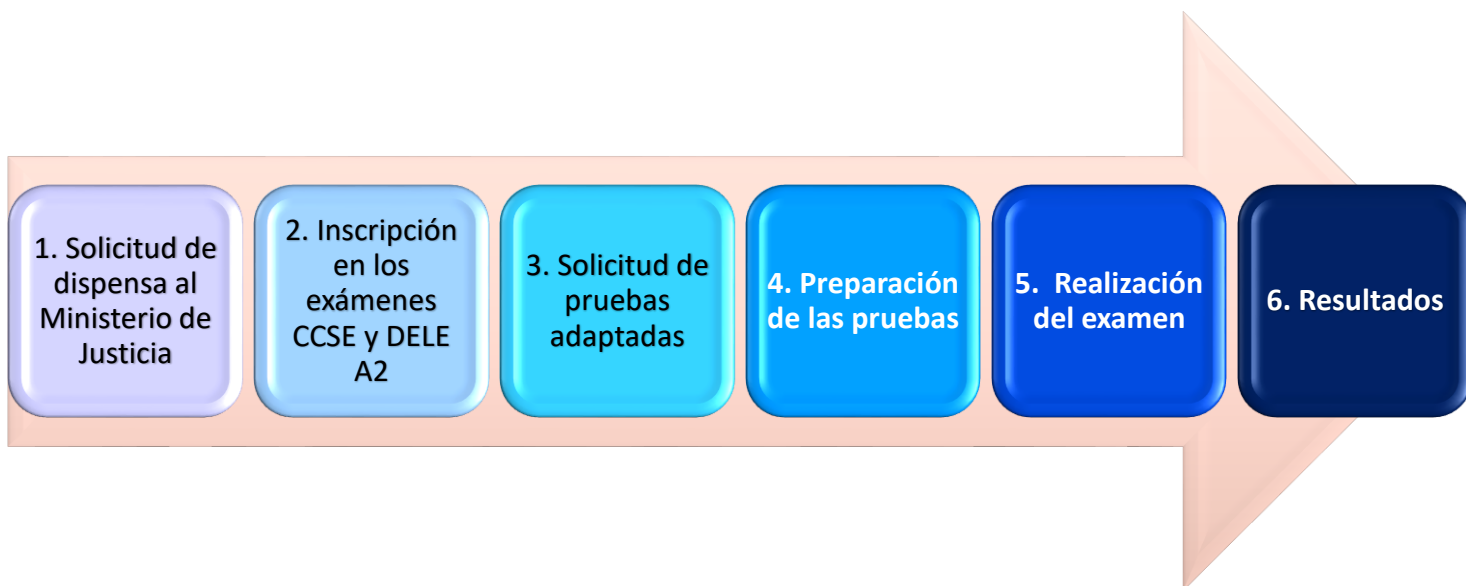 1. Solicitud de
dispensa al
Ministerio de
Justicia
2. Inscripción
en los
exámenes
CCSE y DELE
A2
3. Solicitud de
pruebas
adaptadas
4. Preparación
de las pruebas
5. Realización
del examen
6. Resultados